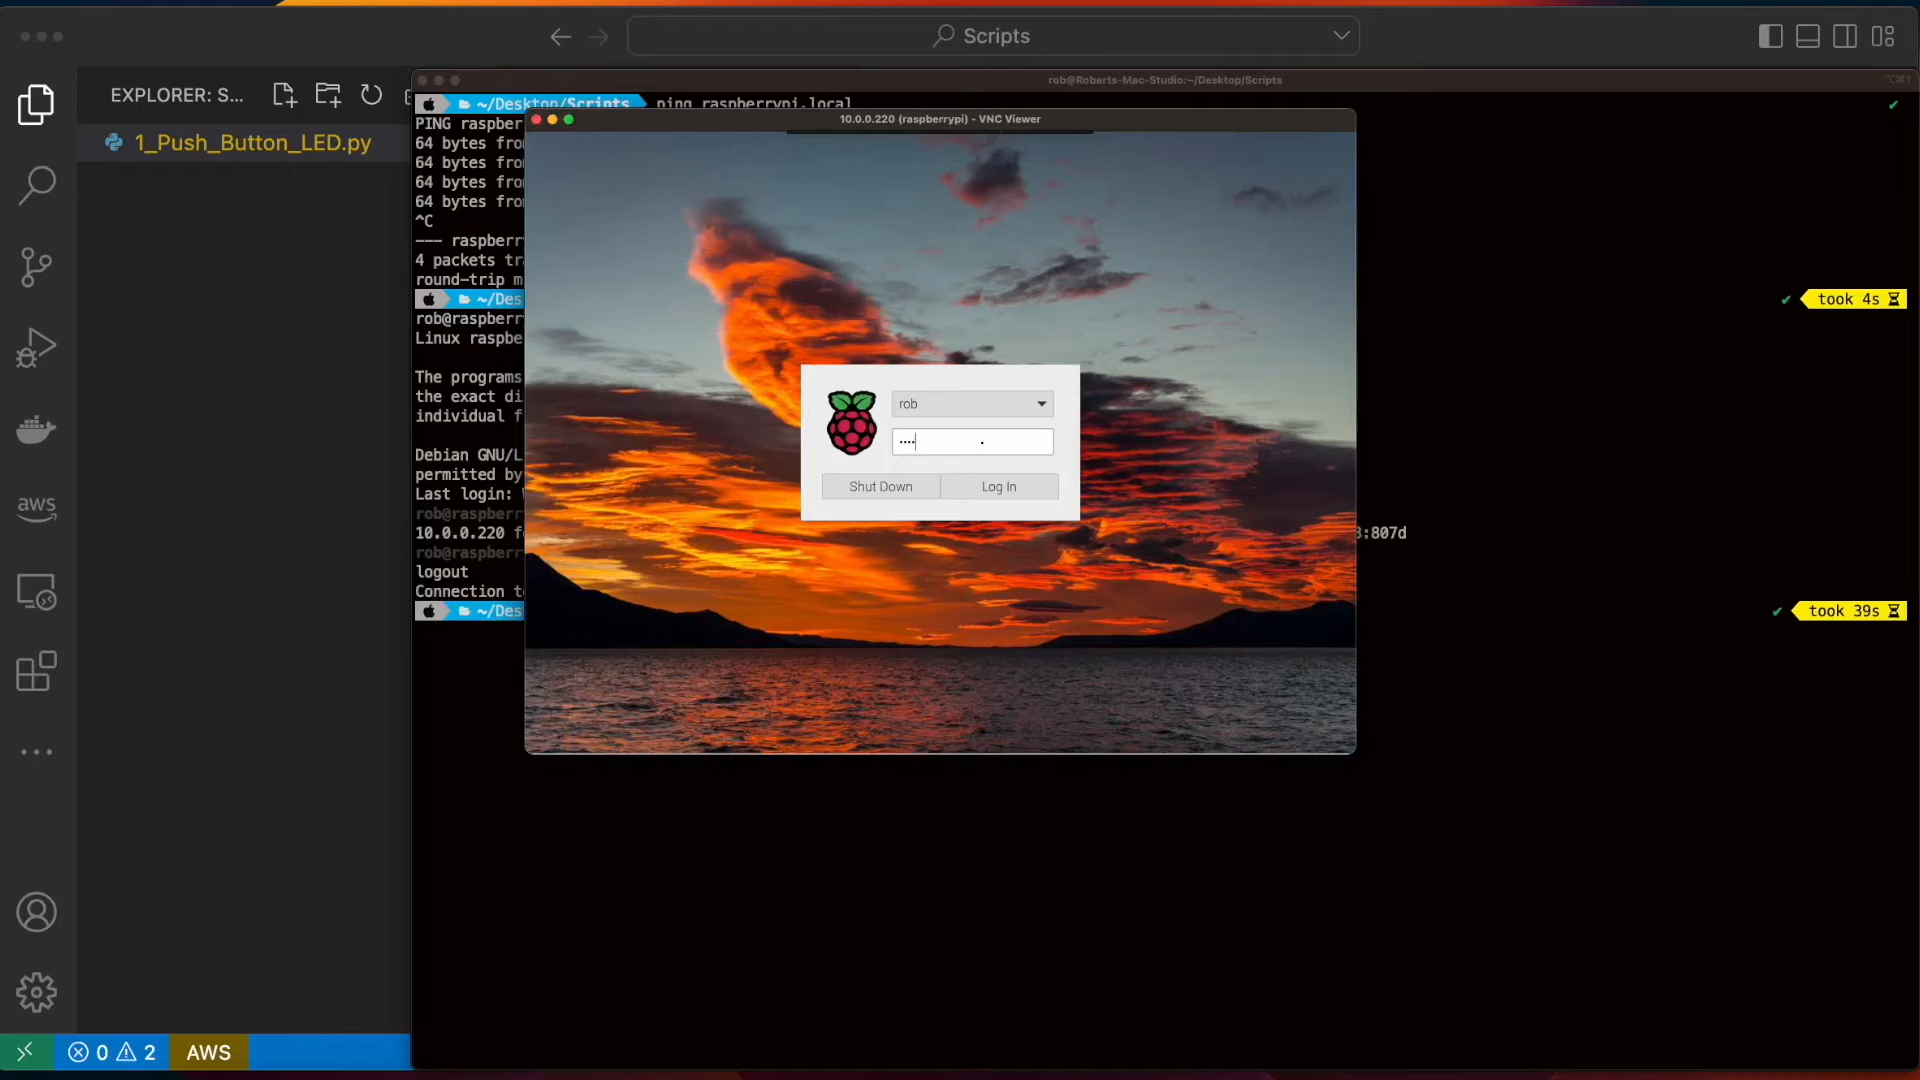 Scripts
EXPLORER: S...
rob@Roberts-Mac-Studio:~/Desktop/Scripts
~/Desktop/Scripts ping raspberrypi.local
10.0.0.220 (raspberrypi) - VNC Viewer
1_Push_Button_LED.py
PING raspber
64 bytes fro
64 bytes fro
64 bytes fro
64 bytes fro
^C
--- raspberr
4 packets tra
round-trip m
~/Des
took 4s
rob@raspberr
Linux raspbe
The programs
the exact di
individual f
rob
Shut Down
Log In
Debian GNU/L
permitted by
Last login:
rob@raspberr
10.0.0.220 f
:807d
rob@raspberr
logout
Connection t
~/Des
took 39s
aws
0
2
AWS